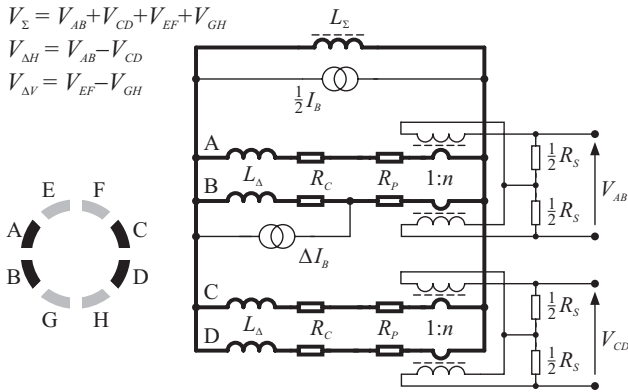 V_Σ = V_AB+V_CD+V_EF+V_GH
V_ΔH = V_AB−V_CD
V_ΔV = V_EF−V_GH
L_Σ
½I_B
A
L_Δ R_C R_P 1:n
½R_S
B
V_AB
½R_S
ΔI_B
E F
A C
B D
G H
C
L_Δ R_C R_P 1:n
½R_S
D
V_CD
½R_S